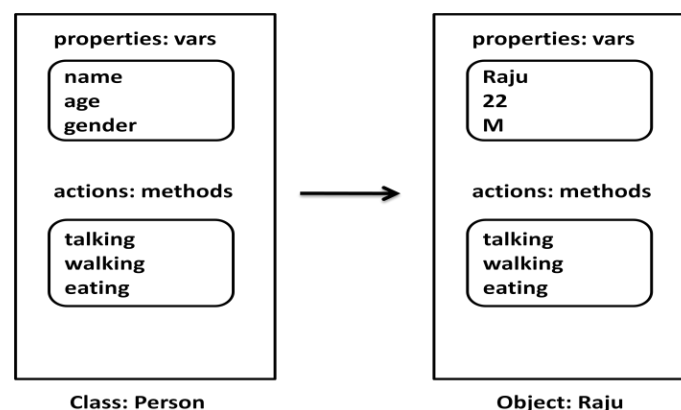 properties: vars
name
age
gender
actions: methods
talking
walking
eating
Class: Person
properties: vars
Raju
22
M
actions: methods
talking
walking
eating
Object: Raju